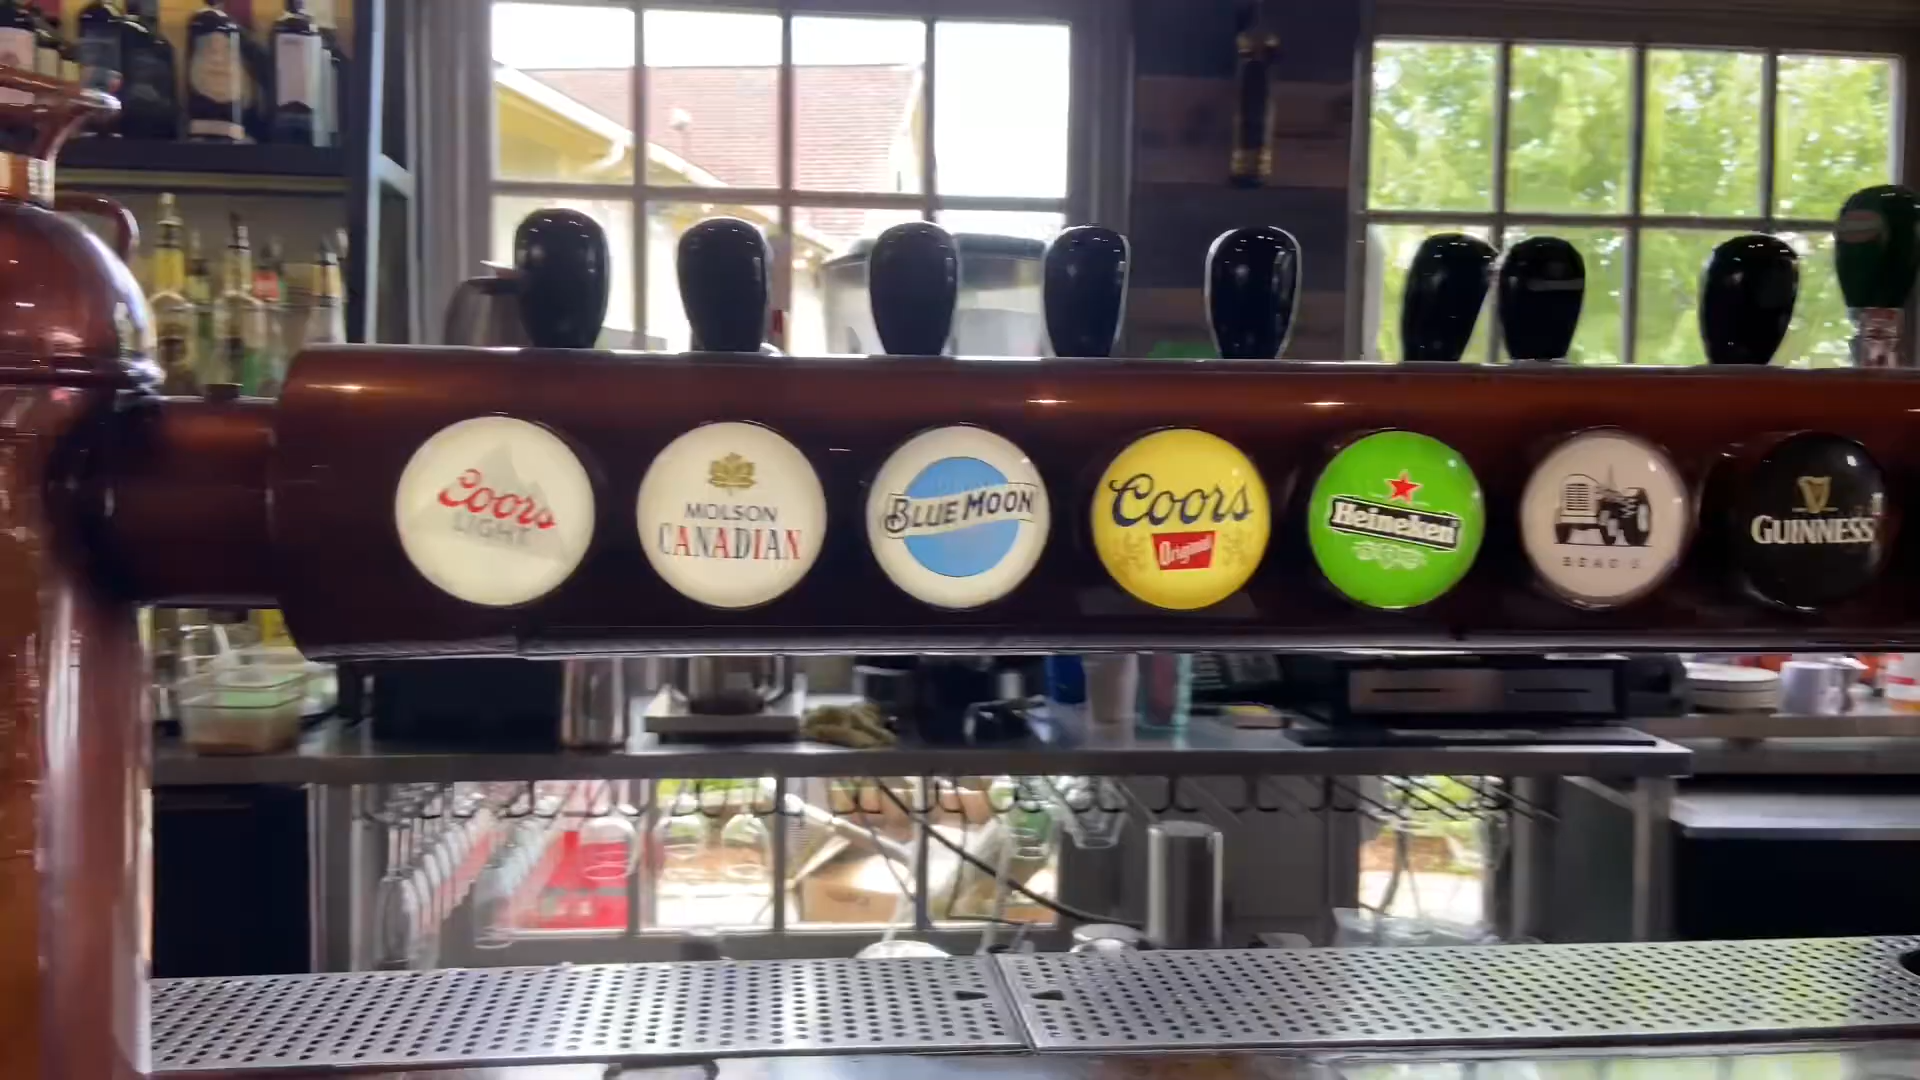 Coors
LIGHT
MOLSON
CANADIAN
BLUE MOON
Coors
Original
Heineken
GUINNESS